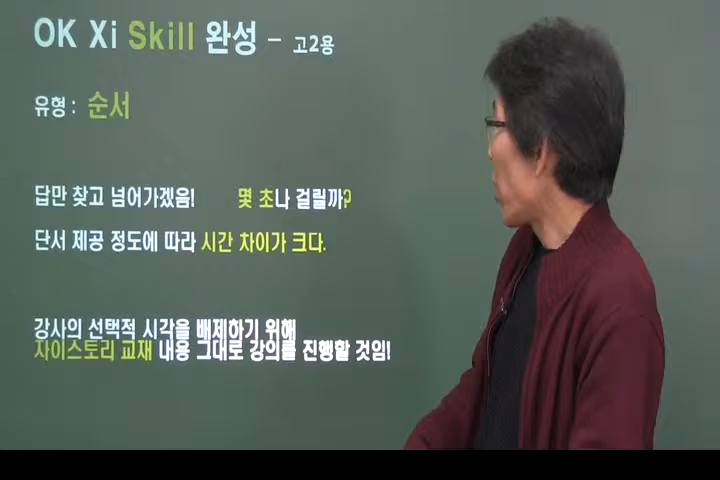 OK Xi Skill 완성 - 고2용
유형 : 순서
답만 찾고 넘어가겠음! 몇 초나 걸릴까?
단서 제공 정도에 따라 시간 차이가 크다.
강사의 선택적 시각을 배제하기 위해
자이스토리 교재 내용 그대로 강의를 진행할 것임!